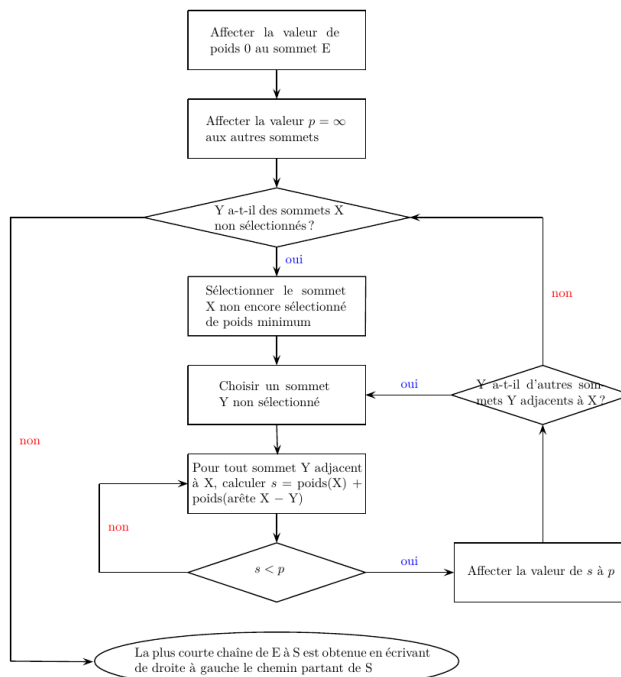 Affecter la valeur de
poids 0 au sommet E
Affecter la valeur p = ∞
aux autres sommets
Y a-t-il des sommets X
non sélectionnés ?
oui
Sélectionner le sommet
X non encore sélectionné
de poids minimum
non
Choisir un sommet
Y non sélectionné
oui
Y a-t-il d'autres som-
mets Y adjacents à X ?
non
Pour tout sommet Y adjacent
à X, calculer s = poids(X) +
poids(arête X − Y)
non
s < p
oui
Affecter la valeur de s à p
La plus courte chaîne de E à S est obtenue en écrivant
de droite à gauche le chemin partant de S